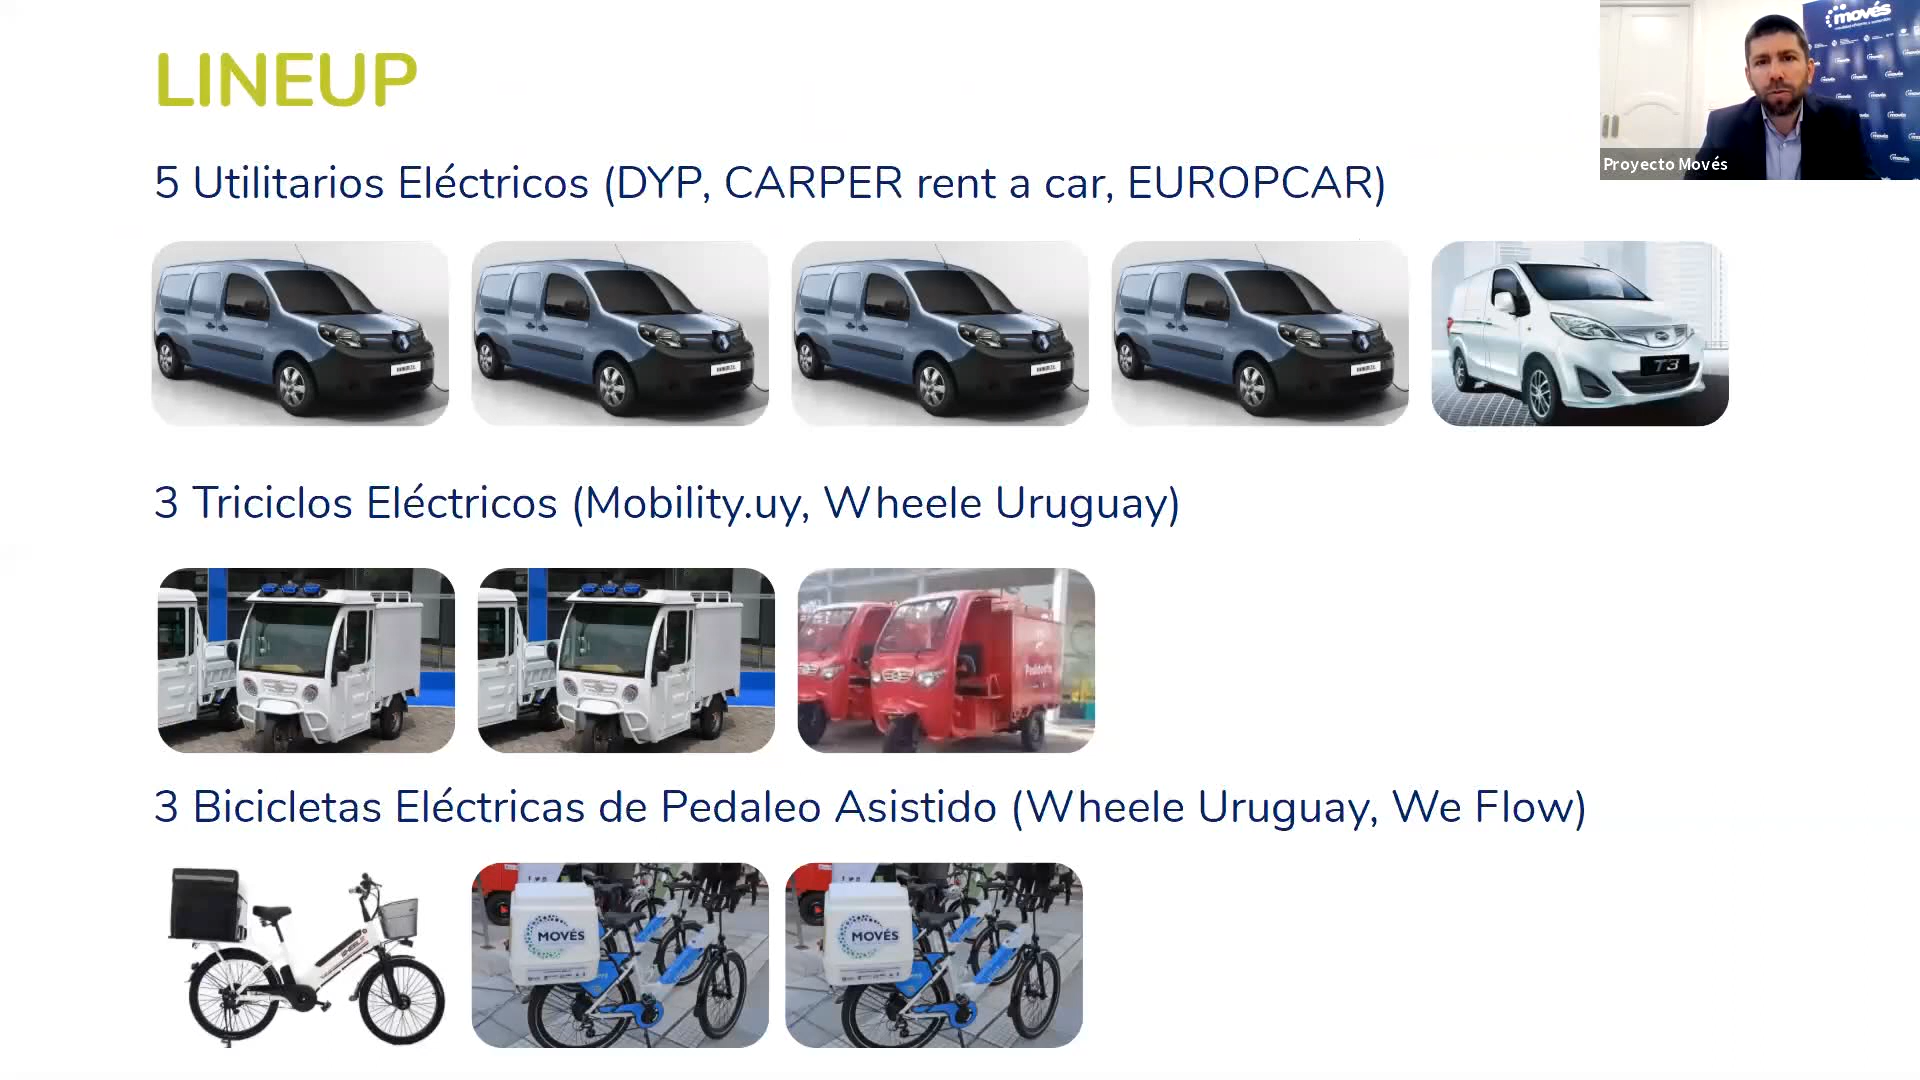 LINEUP
movés
Proyecto Movés
5 Utilitarios Eléctricos (DYP, CARPER rent a car, EUROPCAR)
T3
3 Triciclos Eléctricos (Mobility.uy, Wheele Uruguay)
3 Bicicletas Eléctricas de Pedaleo Asistido (Wheele Uruguay, We Flow)
MOVÉS
MOVÉS